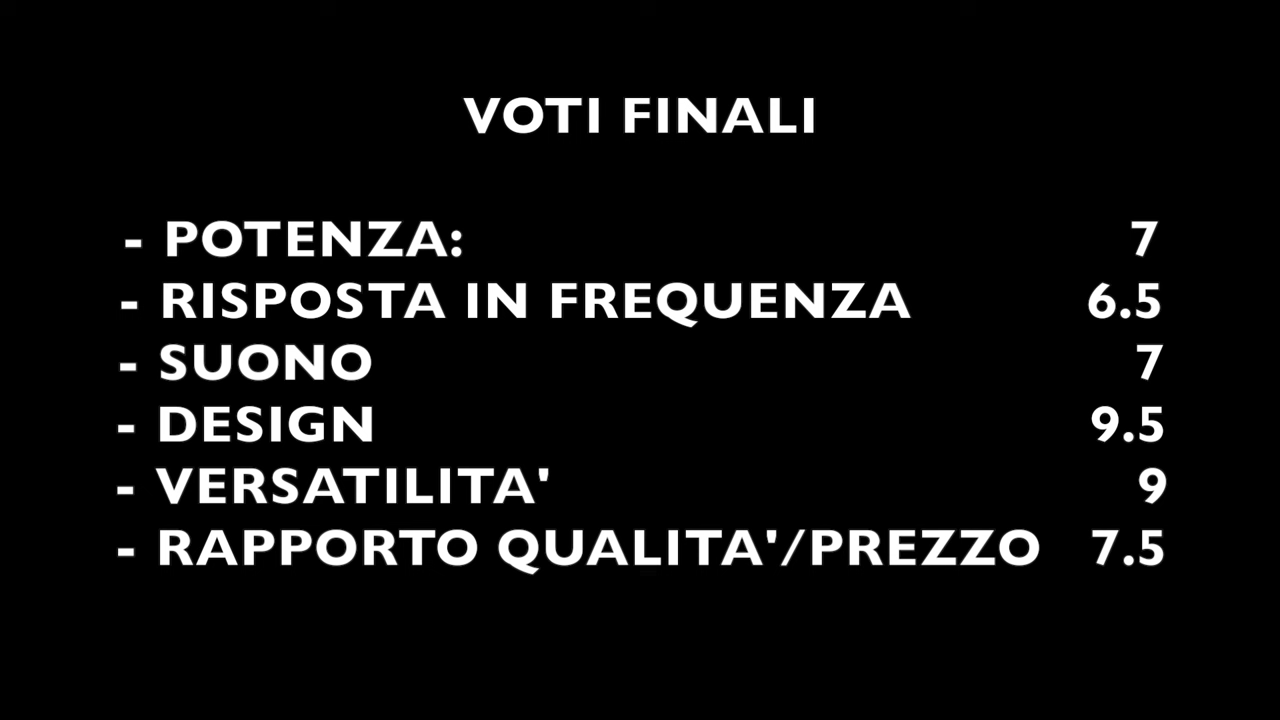 VOTI FINALI
- POTENZA: 7
- RISPOSTA IN FREQUENZA 6.5
- SUONO 7
- DESIGN 9.5
- VERSATILITA' 9
- RAPPORTO QUALITA'/PREZZO 7.5